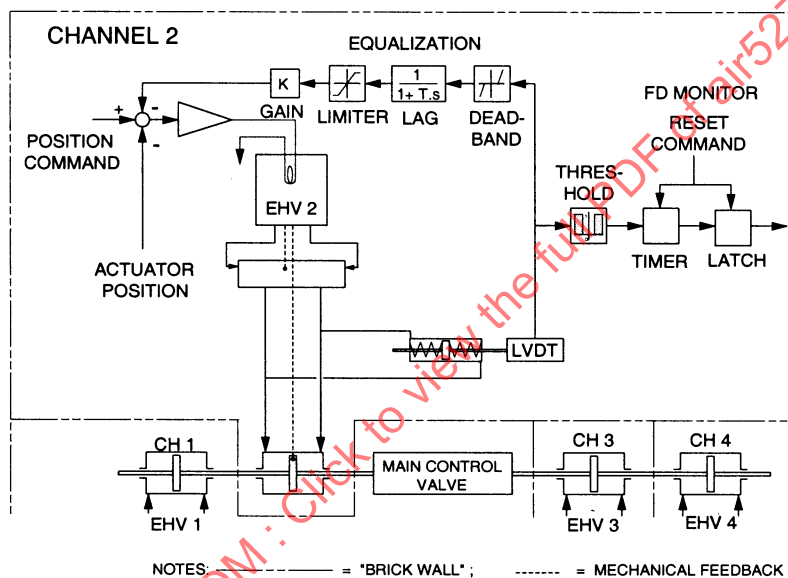 CHANNEL 2
EQUALIZATION
K
1
1+ T.s
GAIN
LIMITER
LAG
DEAD-
BAND
FD MONITOR
RESET
COMMAND
+
-
-
POSITION
COMMAND
EHV 2
THRES-
HOLD
TIMER
LATCH
ACTUATOR
POSITION
LVDT
CH 1
MAIN CONTROL
VALVE
CH 3
CH 4
EHV 1
EHV 3
EHV 4
NOTES: = "BRICK WALL" ; = MECHANICAL FEEDBACK
OM : Click to view the full PDF of air527